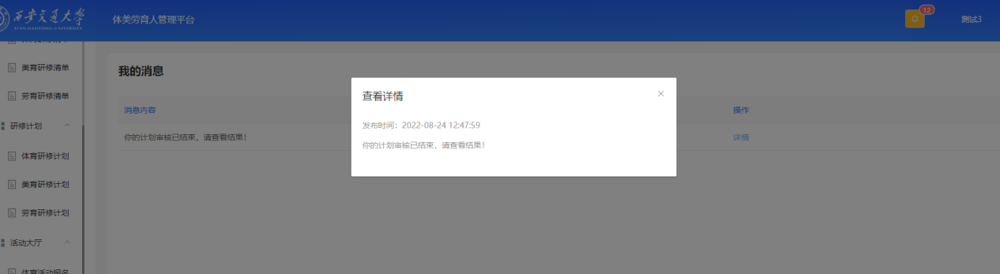 西安交通大学
XI'AN JIAOTONG UNIVERSITY
体美劳育人管理平台
12
测试3
美育研修清单
劳育研修清单
研修计划
体育研修计划
美育研修计划
劳育研修计划
活动大厅
体育活动报名
我的消息
消息内容
操作
你的计划审核已结束，请查看结果！
详情
查看详情
发布时间：2022-08-24 12:47:59
你的计划审核已结束，请查看结果！